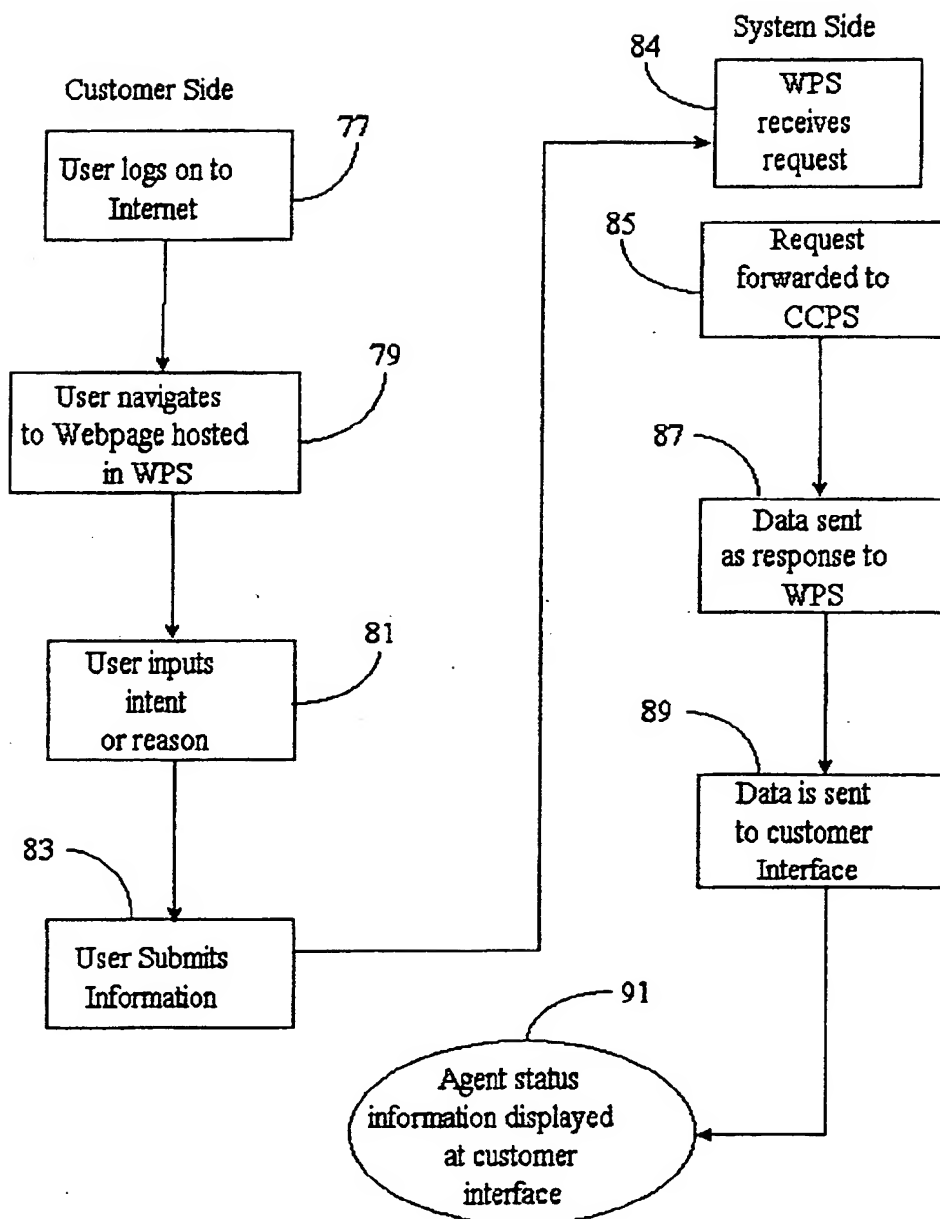 Customer Side
77
User logs on to
Internet
79
User navigates
to Webpage hosted
in WPS
81
User inputs
intent
or reason
83
User Submits
Information
System Side
84
WPS
receives
request
85
Request
forwarded to
CCPS
87
Data sent
as response to
WPS
89
Data is sent
to customer
Interface
91
Agent status
information displayed
at customer
interface